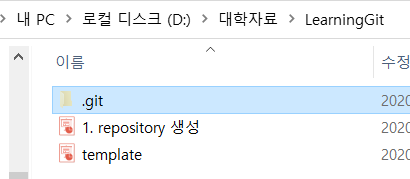 내 PC > 로컬 디스크 (D:) > 대학자료 > LearningGit
이름 수정
.git 2020
1. repository 생성 2020
template 2020